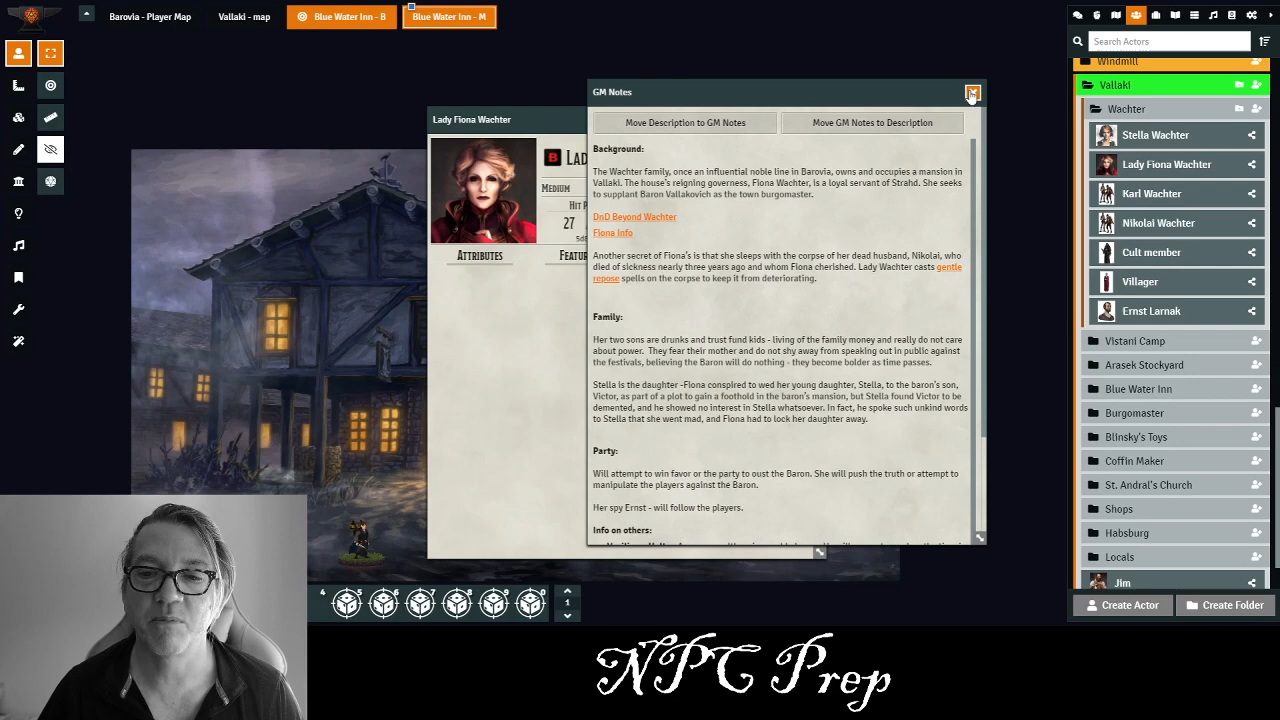 Barovia - Player Map
Vallaki - map
Blue Water Inn - B
Blue Water Inn - M
Search Actors
Windmill
Vallaki
Wachter
Stella Wachter
Lady Fiona Wachter
Karl Wachter
Nikolai Wachter
Cult member
Villager
Ernst Larnak
Vistani Camp
Arasek Stockyard
Blue Water Inn
Burgomaster
Blinsky's Toys
Coffin Maker
St. Andral's Church
Shops
Habsburg
Locals
Jim
Create Actor
Create Folder
Lady Fiona Wachter
B
LAD
MEDIUM
HIT P
27
5d8
ATTRIBUTES
FEATUR
GM Notes
Move Description to GM Notes
Move GM Notes to Description
Background:
The Wachter family, once an influential noble line in Barovia, owns and occupies a mansion in
Vallaki. The house's reigning governess, Fiona Wachter, is a loyal servant of Strahd. She seeks
to supplant Baron Vallakovich as the town burgomaster.
DnD Beyond Wachter
Fiona Info
Another secret of Fiona's is that she sleeps with the corpse of her dead husband, Nikolai, who
died of sickness nearly three years ago and whom Fiona cherished. Lady Wachter casts gentle
repose spells on the corpse to keep it from deteriorating.
Family:
Her two sons are drunks and trust fund kids - living of the family money and really do not care
about power. They fear their mother and do not shy away from speaking out in public against
the festivals, believing the Baron will do nothing - they become bolder as time passes.
Stella is the daughter -Fiona conspired to wed her young daughter, Stella, to the baron's son,
Victor, as part of a plot to gain a foothold in the baron's mansion, but Stella found Victor to be
demented, and he showed no interest in Stella whatsoever. In fact, he spoke such unkind words
to Stella that she went mad, and Fiona had to lock her daughter away.
Party:
Will attempt to win favor or the party to oust the Baron. She will push the truth or attempt to
manipulate the players against the Baron.
Her spy Ernst - will follow the players.
Info on others:
4 5 6 7 8 9 0
1
NPC Prep